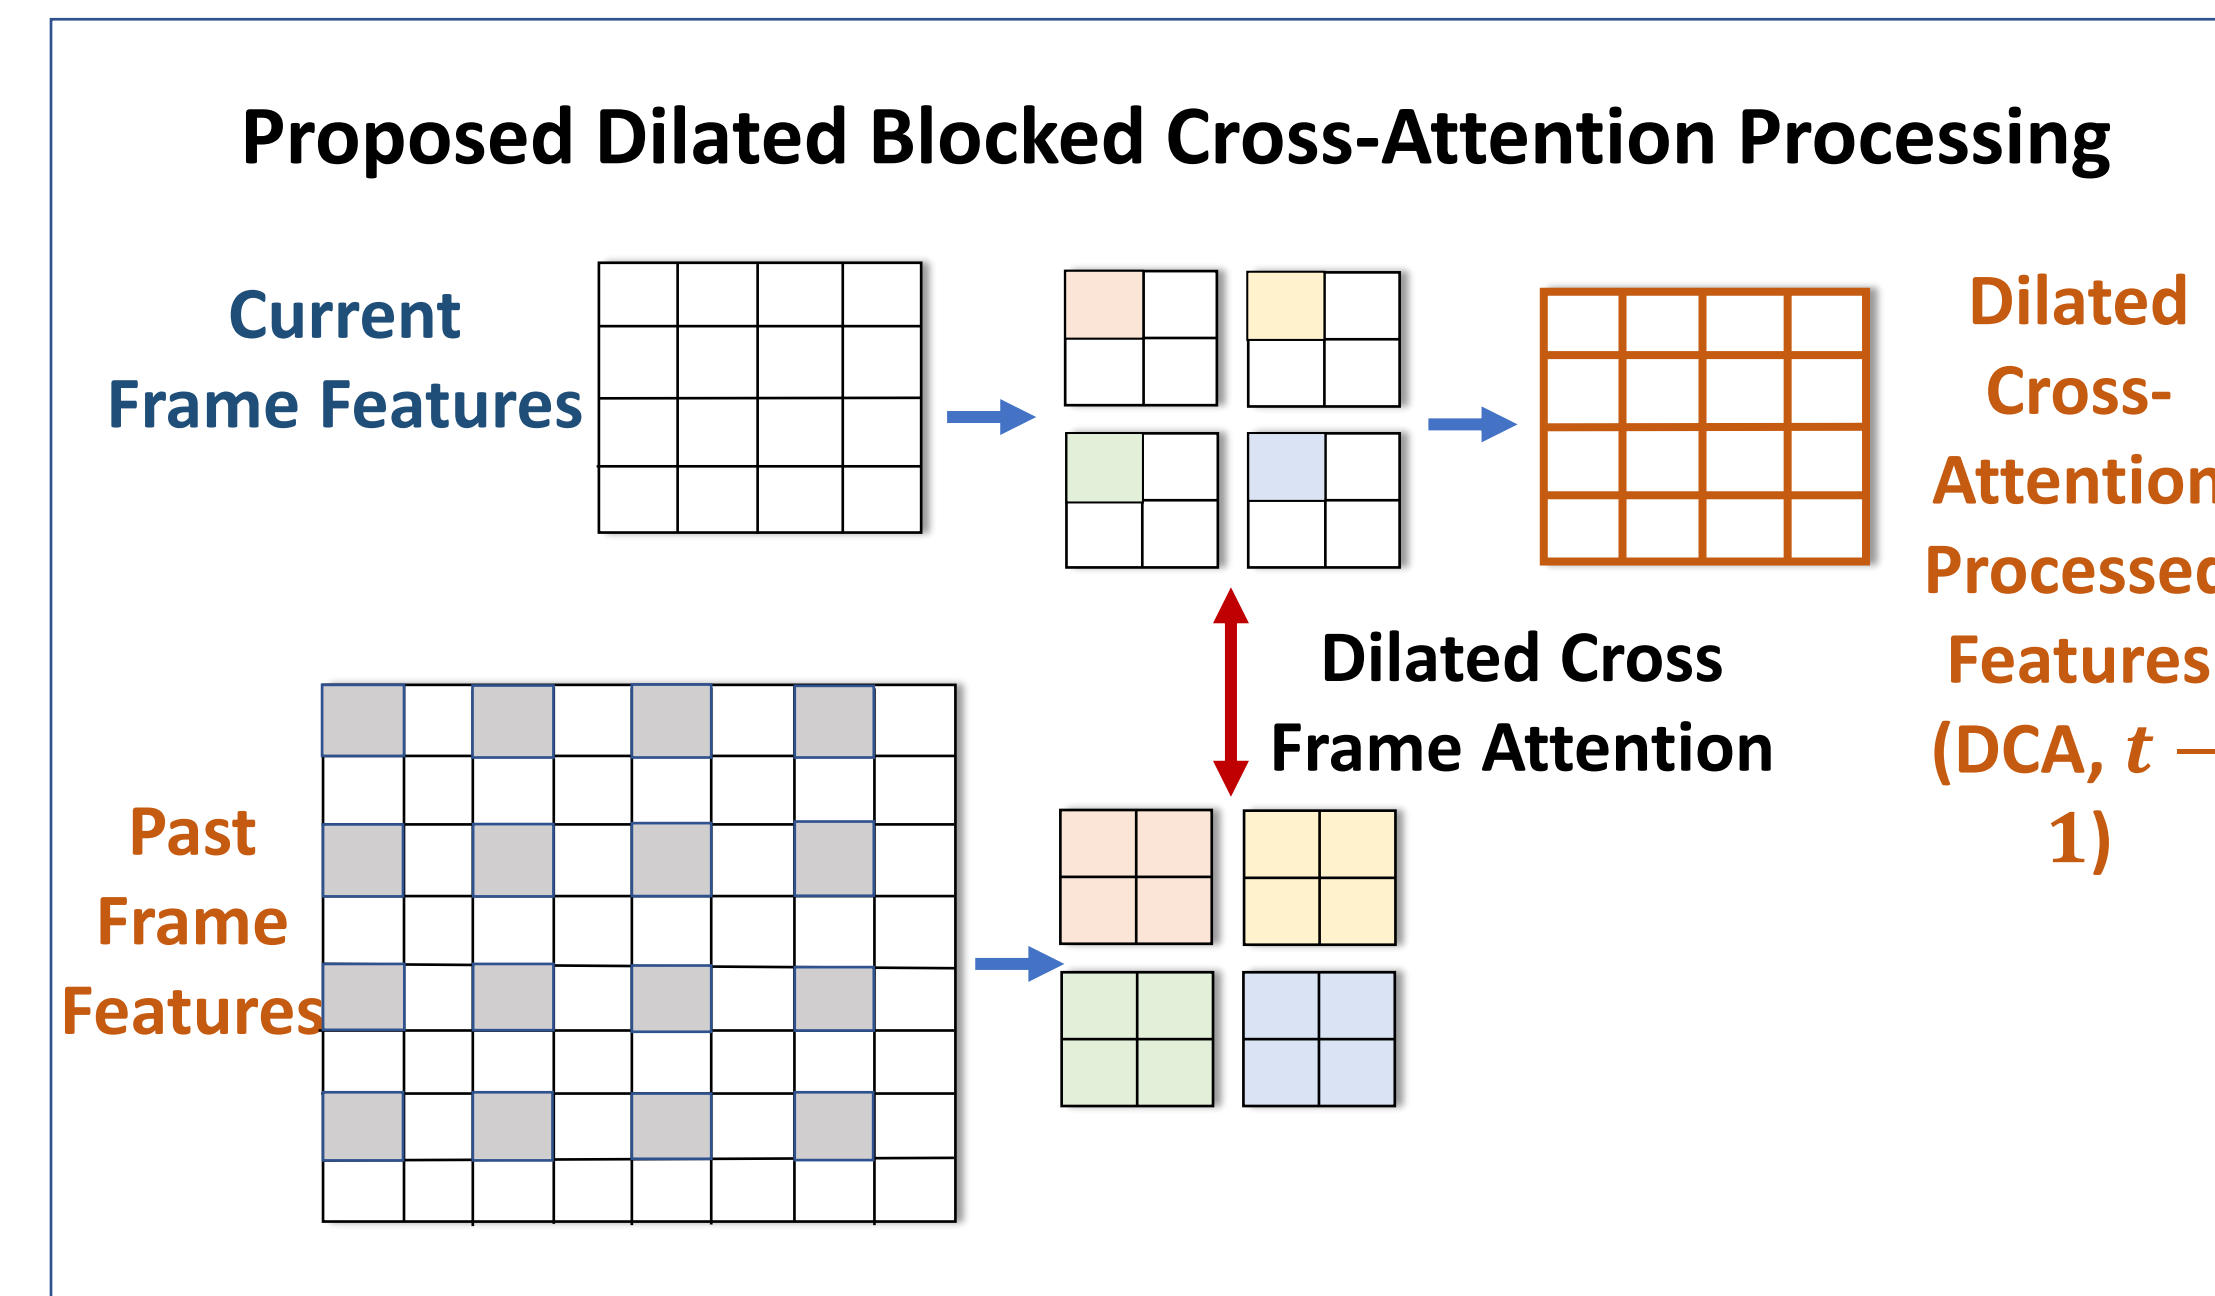 Proposed Dilated Blocked Cross-Attention Processing
Current
Frame Features
Dilated
Cross-
Attention
Processed
Features
(DCA, t −
1)
Dilated Cross
Frame Attention
Past
Frame
Features